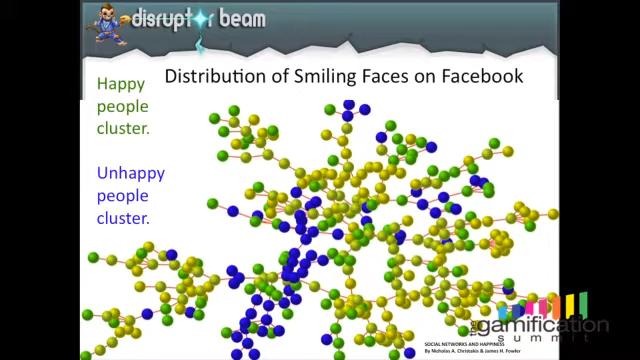 disruptor beam
Distribution of Smiling Faces on Facebook
Happy
people
cluster.
Unhappy
people
cluster.
the
gamification
summit
SOCIAL NETWORKS AND HAPPINESS
By Nicholas A. Christakis & James H. Fowler